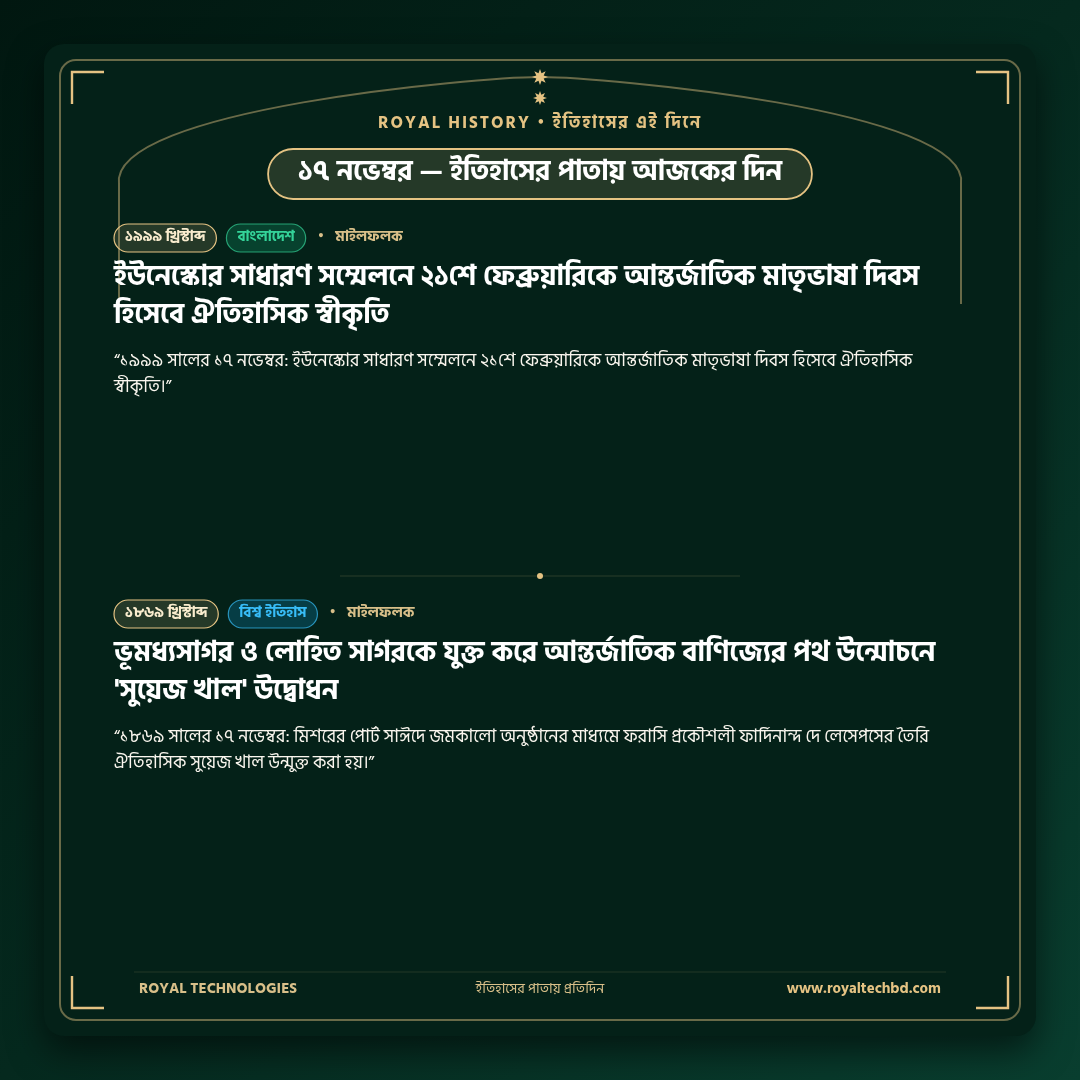 ROYAL HISTORY • ইতিহাসের এই দিনে
১৭ নভেম্বর — ইতিহাসের পাতায় আজকের দিন
১৯৯৯ খ্রিস্টাব্দ বাংলাদেশ • মাইলফলক
ইউনেস্কোর সাধারণ সম্মেলনে ২১শে ফেব্রুয়ারিকে আন্তর্জাতিক মাতৃভাষা দিবস
হিসেবে ঐতিহাসিক স্বীকৃতি
“১৯৯৯ সালের ১৭ নভেম্বর: ইউনেস্কোর সাধারণ সম্মেলনে ২১শে ফেব্রুয়ারিকে আন্তর্জাতিক মাতৃভাষা দিবস হিসেবে ঐতিহাসিক
স্বীকৃতি।”
১৮৬৯ খ্রিস্টাব্দ বিশ্ব ইতিহাস • মাইলফলক
ভূমধ্যসাগর ও লোহিত সাগরকে যুক্ত করে আন্তর্জাতিক বাণিজ্যের পথ উন্মোচনে
'সুয়েজ খাল' উদ্বোধন
“১৮৬৯ সালের ১৭ নভেম্বর: মিশরের পোর্ট সাঈদে জমকালো অনুষ্ঠানের মাধ্যমে ফরাসি প্রকৌশলী ফার্দিনান্দ দে লেসেপসের তৈরি
ঐতিহাসিক সুয়েজ খাল উন্মুক্ত করা হয়।”
ROYAL TECHNOLOGIES ইতিহাসের পাতায় প্রতিদিন www.royaltechbd.com